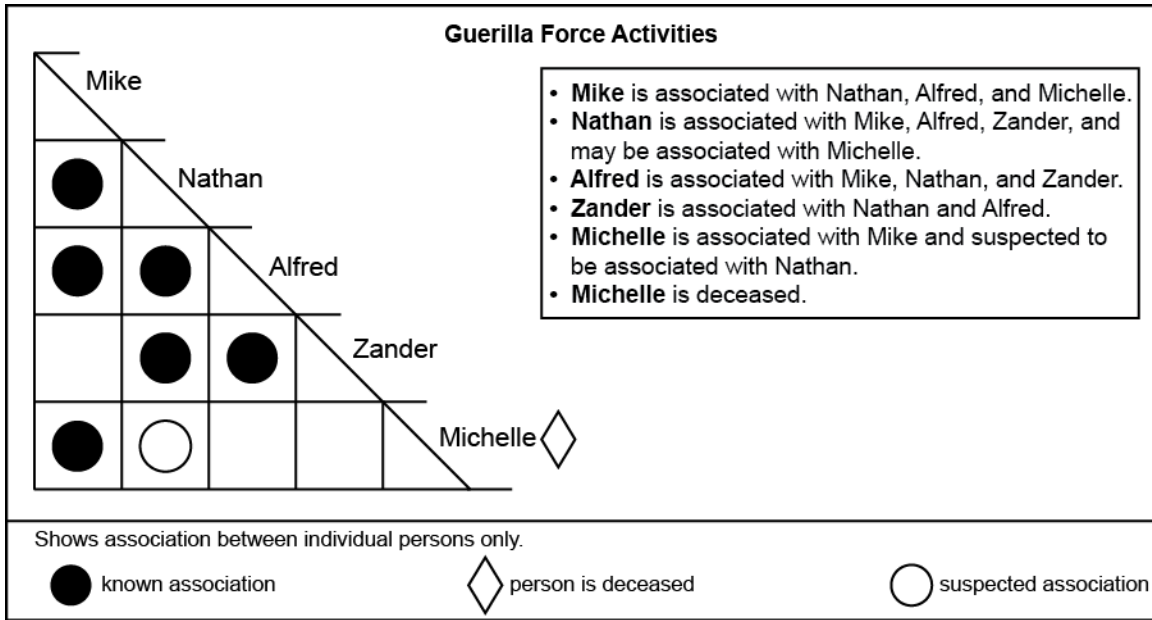 Guerilla Force Activities
Mike
Nathan
Alfred
Zander
Michelle
• Mike is associated with Nathan, Alfred, and Michelle.
• Nathan is associated with Mike, Alfred, Zander, and
may be associated with Michelle.
• Alfred is associated with Mike, Nathan, and Zander.
• Zander is associated with Nathan and Alfred.
• Michelle is associated with Mike and suspected to
be associated with Nathan.
• Michelle is deceased.
Shows association between individual persons only.
known association
person is deceased
suspected association